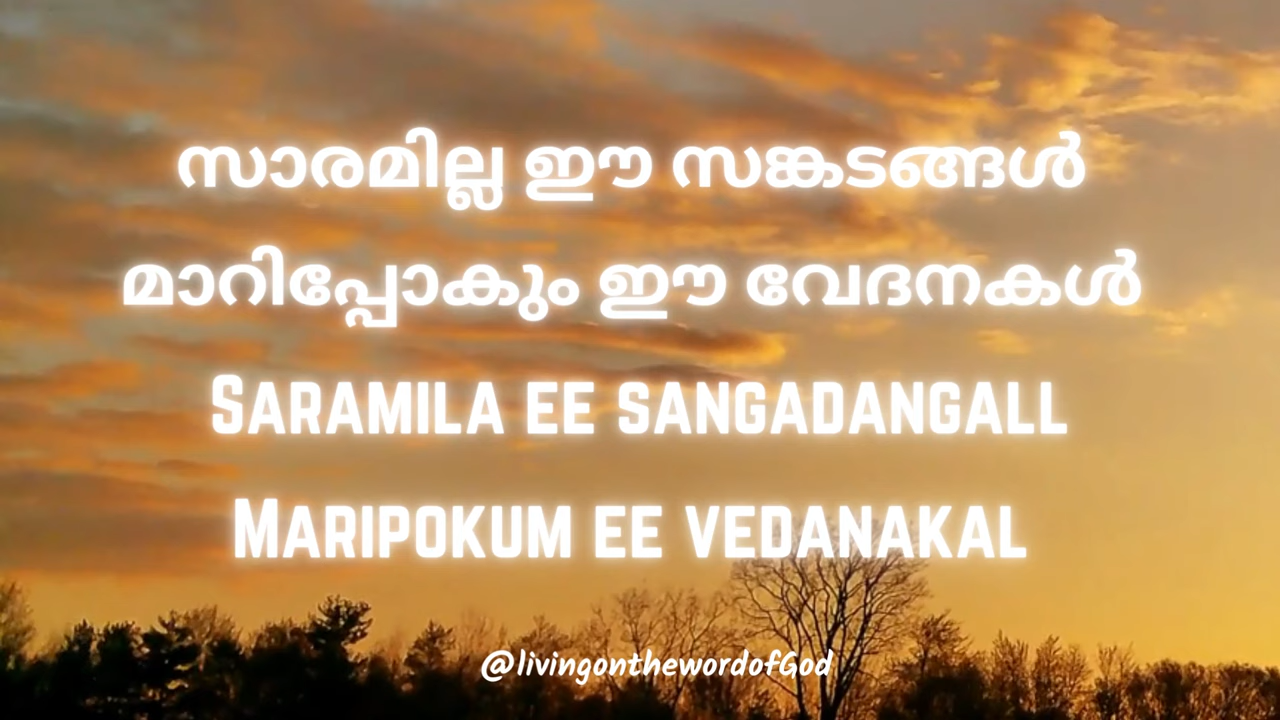 സാരമില്ല ഈ സങ്കടങ്ങൾ
മാറിപ്പോകും ഈ വേദനകൾ
Saramila ee sangadangall
Maripokum ee vedanakal
@livingonthewordofGod